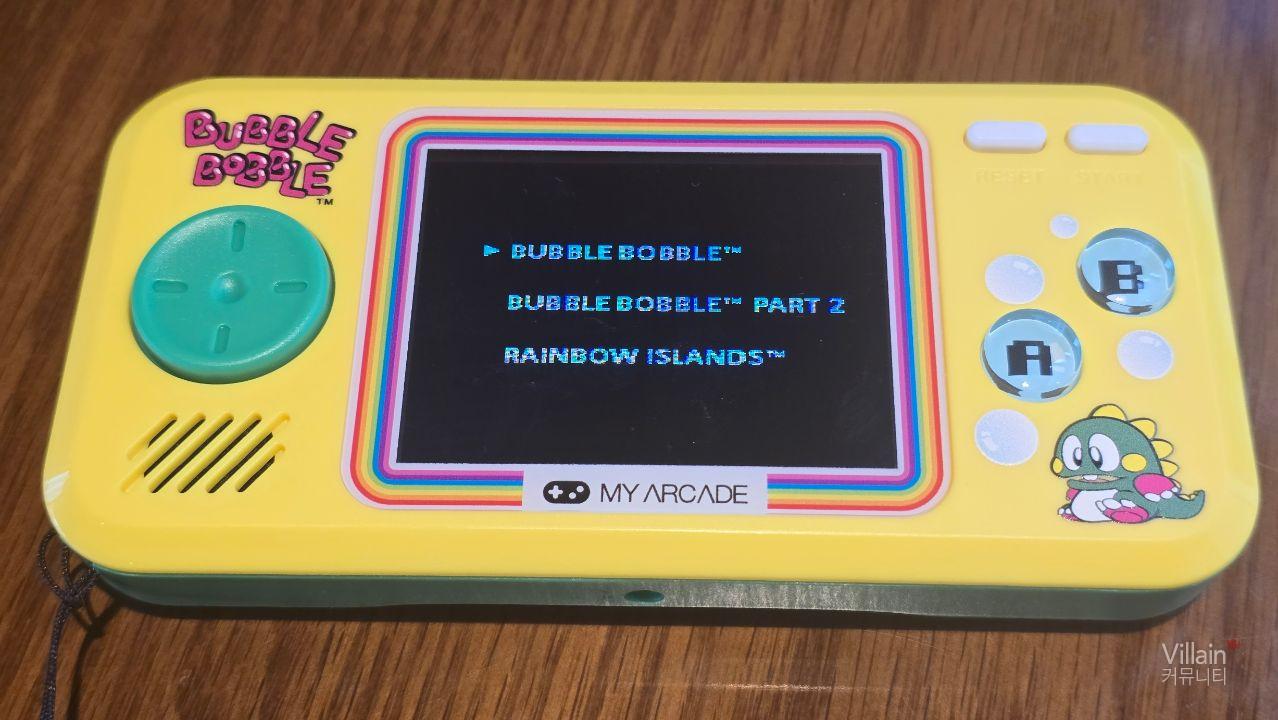 BUBBLE
BOBBLE
™
RESET START
► BUBBLE BOBBLE™
BUBBLE BOBBLE™ PART 2
RAINBOW ISLANDS™
B
A
MY ARCADE
Villain
커뮤니티